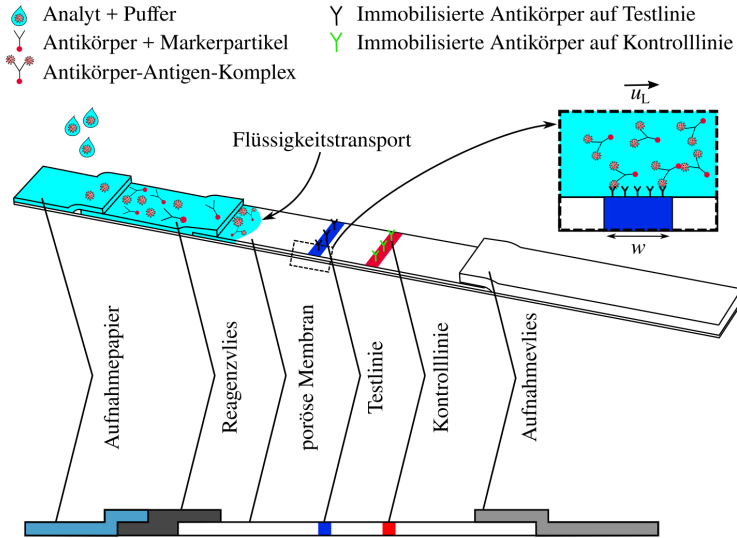 Analyt + Puffer
Antikörper + Markerpartikel
Antikörper-Antigen-Komplex
Immobilisierte Antikörper auf Testlinie
Immobilisierte Antikörper auf Kontrolllinie
u_L
Flüssigkeitstransport
w
Aufnahmepapier
Reagenzvlies
poröse Membran
Testlinie
Kontrolllinie
Aufnahmevlies